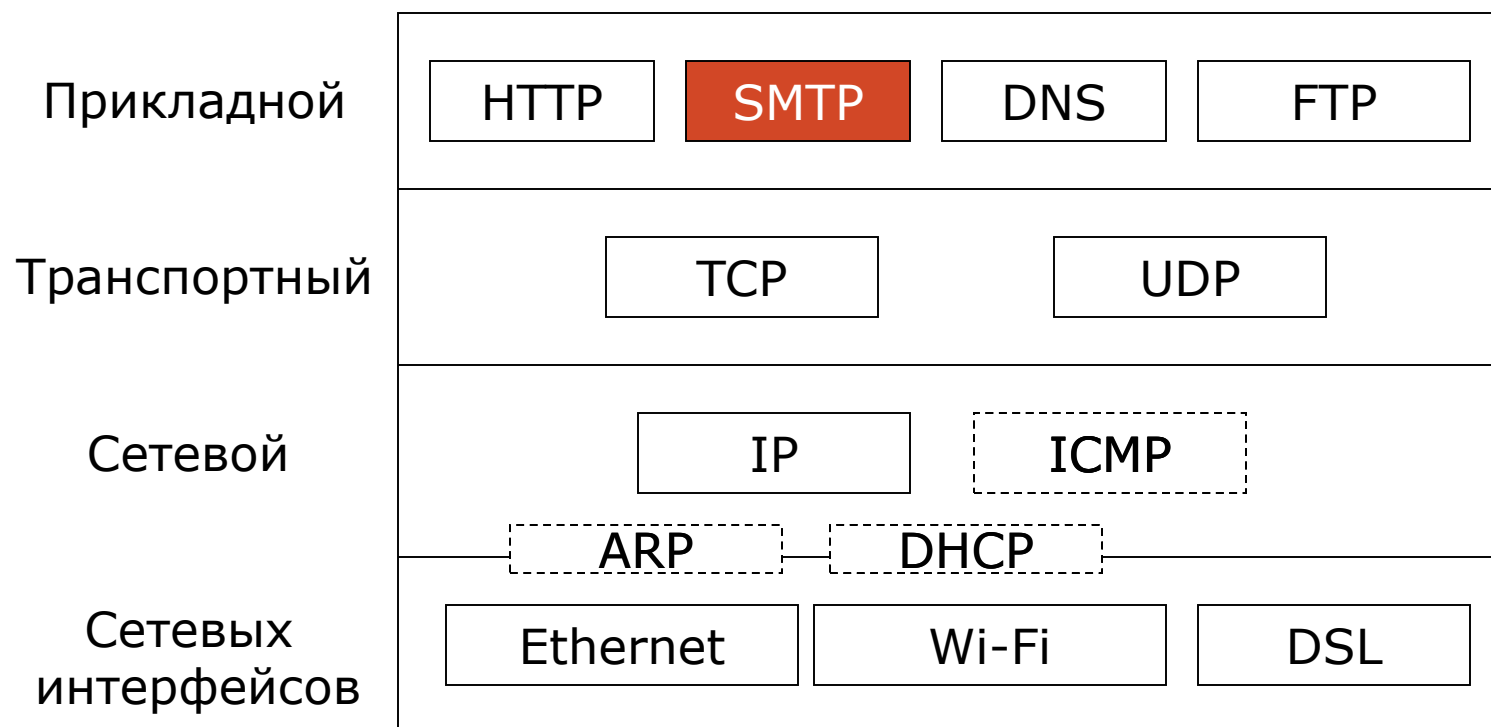 Прикладной
HTTP
SMTP
DNS
FTP
Транспортный
TCP
UDP
Сетевой
IP
ICMP
ARP
DHCP
Сетевых
интерфейсов
Ethernet
Wi-Fi
DSL